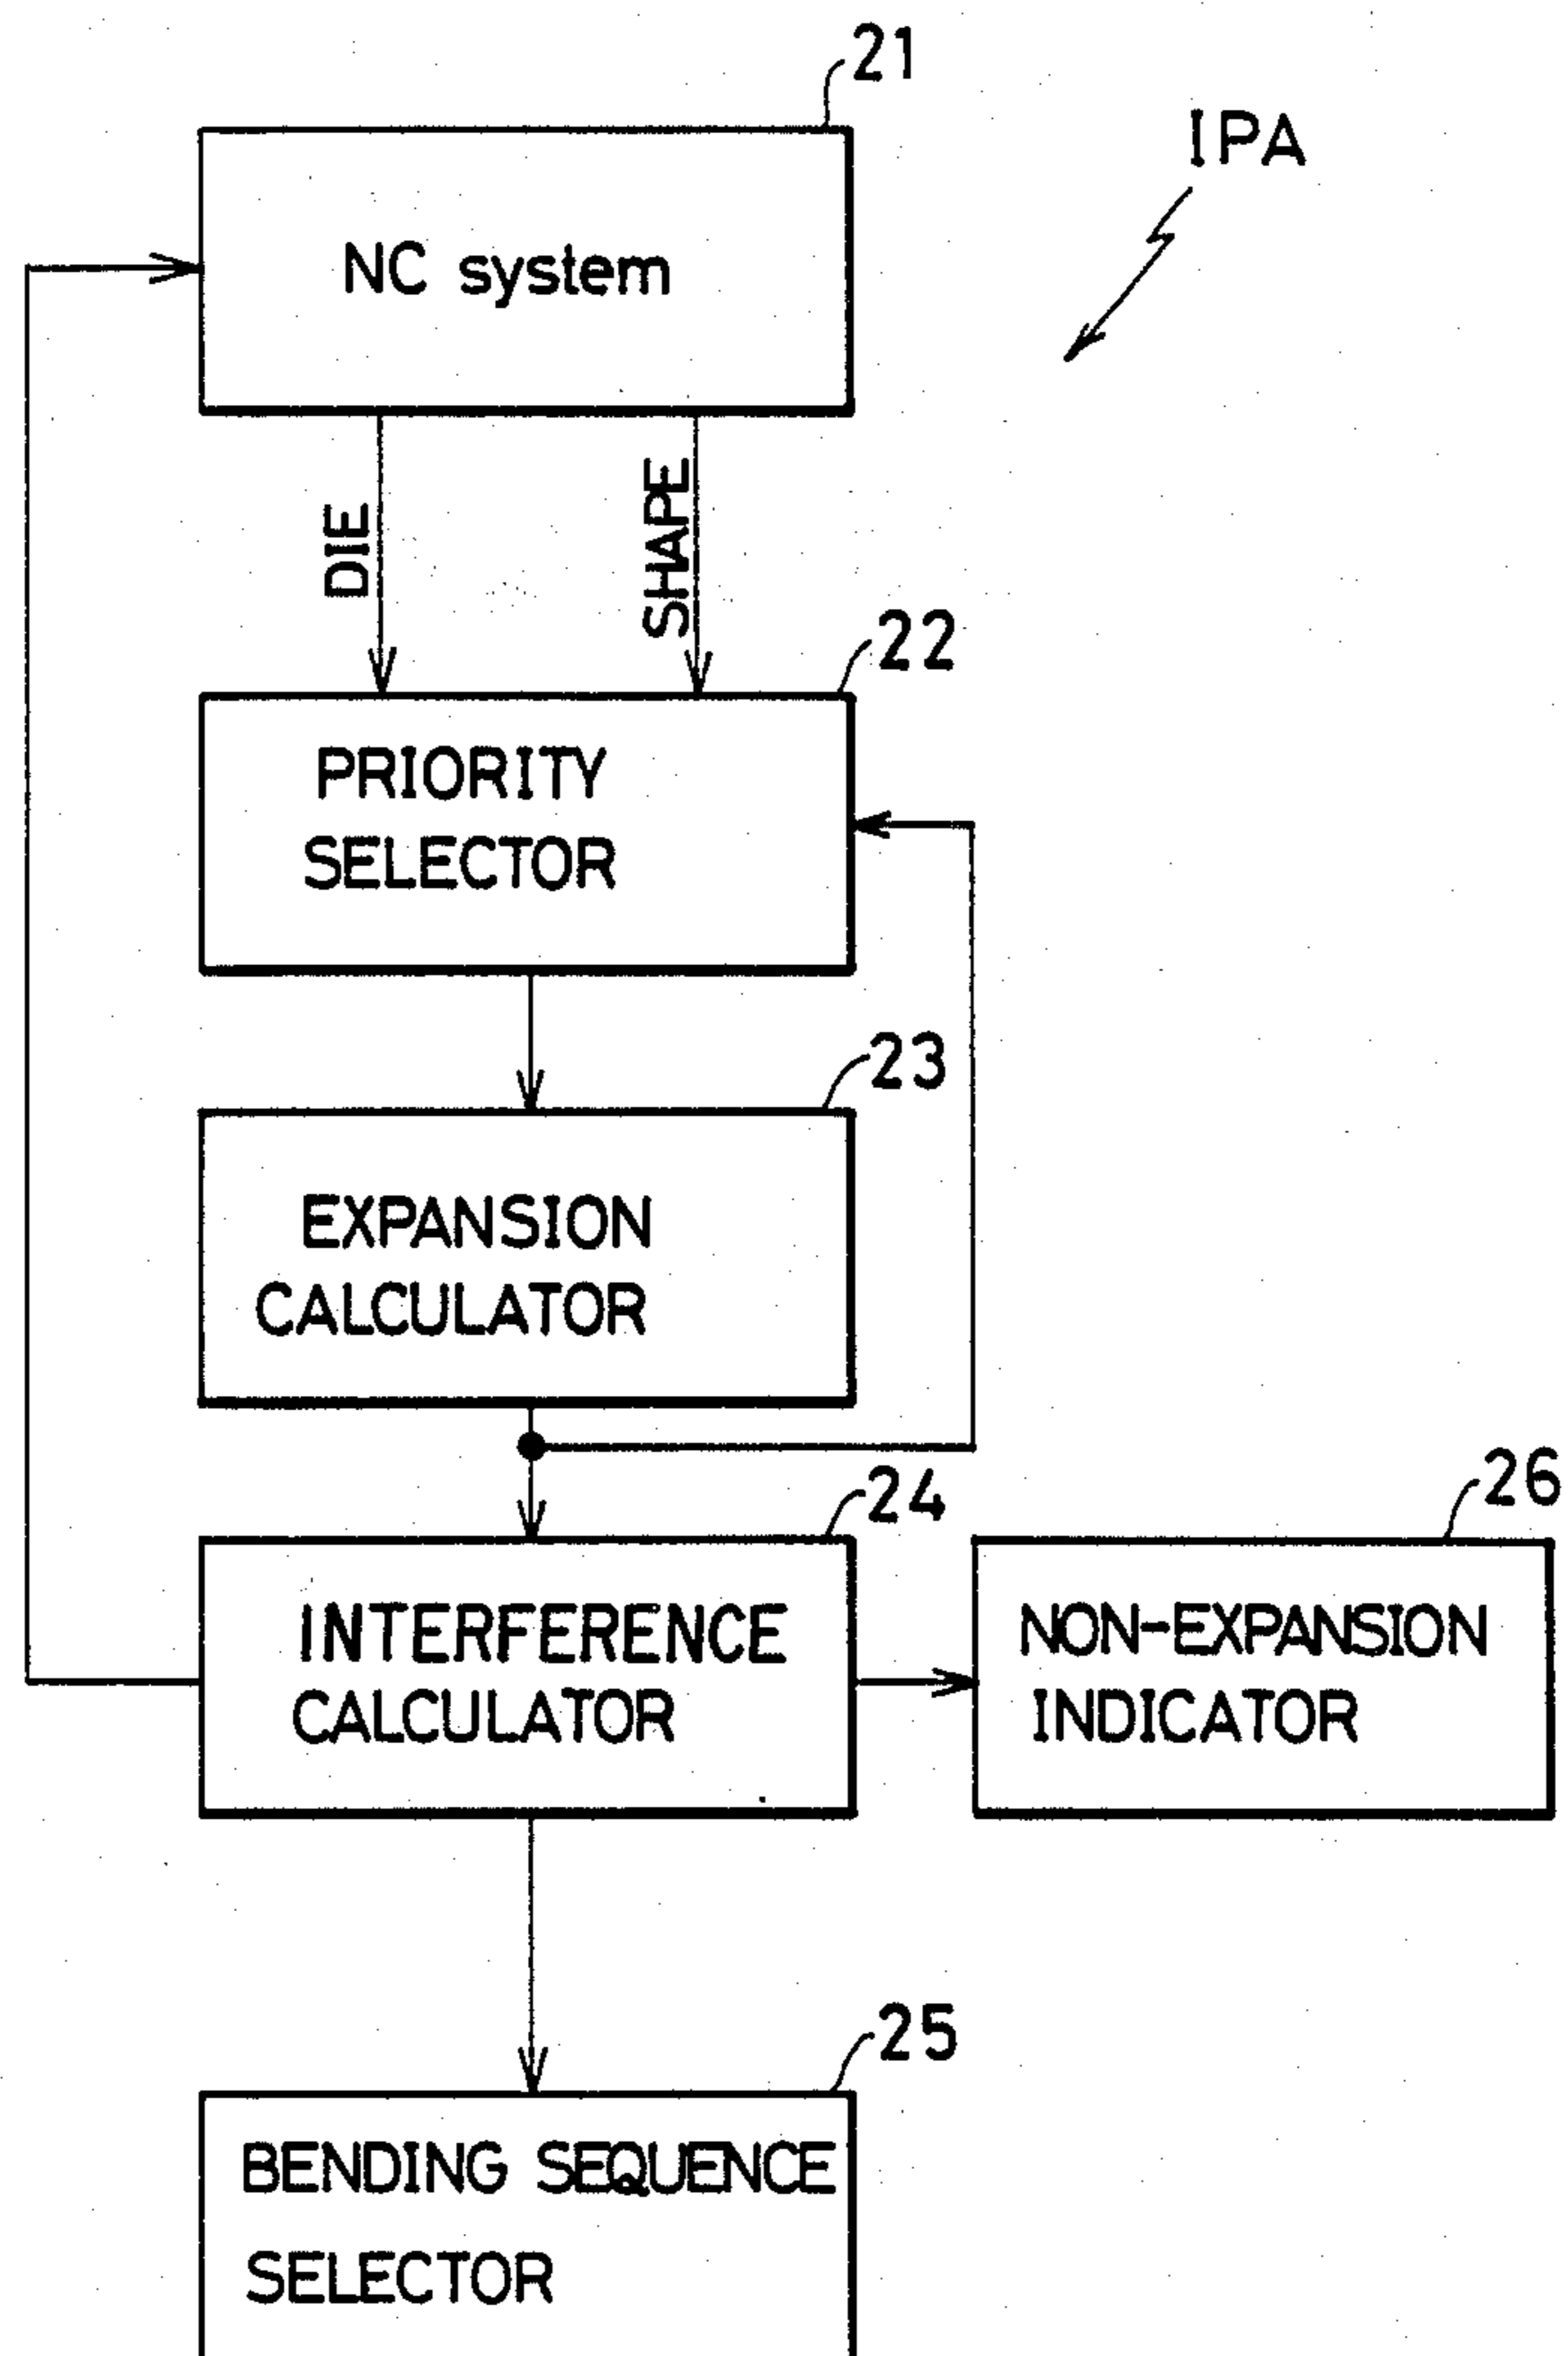 21
IPA
NC system
DIE
SHAPE
22
PRIORITY
SELECTOR
23
EXPANSION
CALCULATOR
24
26
INTERFERENCE
CALCULATOR
NON-EXPANSION
INDICATOR
25
BENDING SEQUENCE
SELECTOR